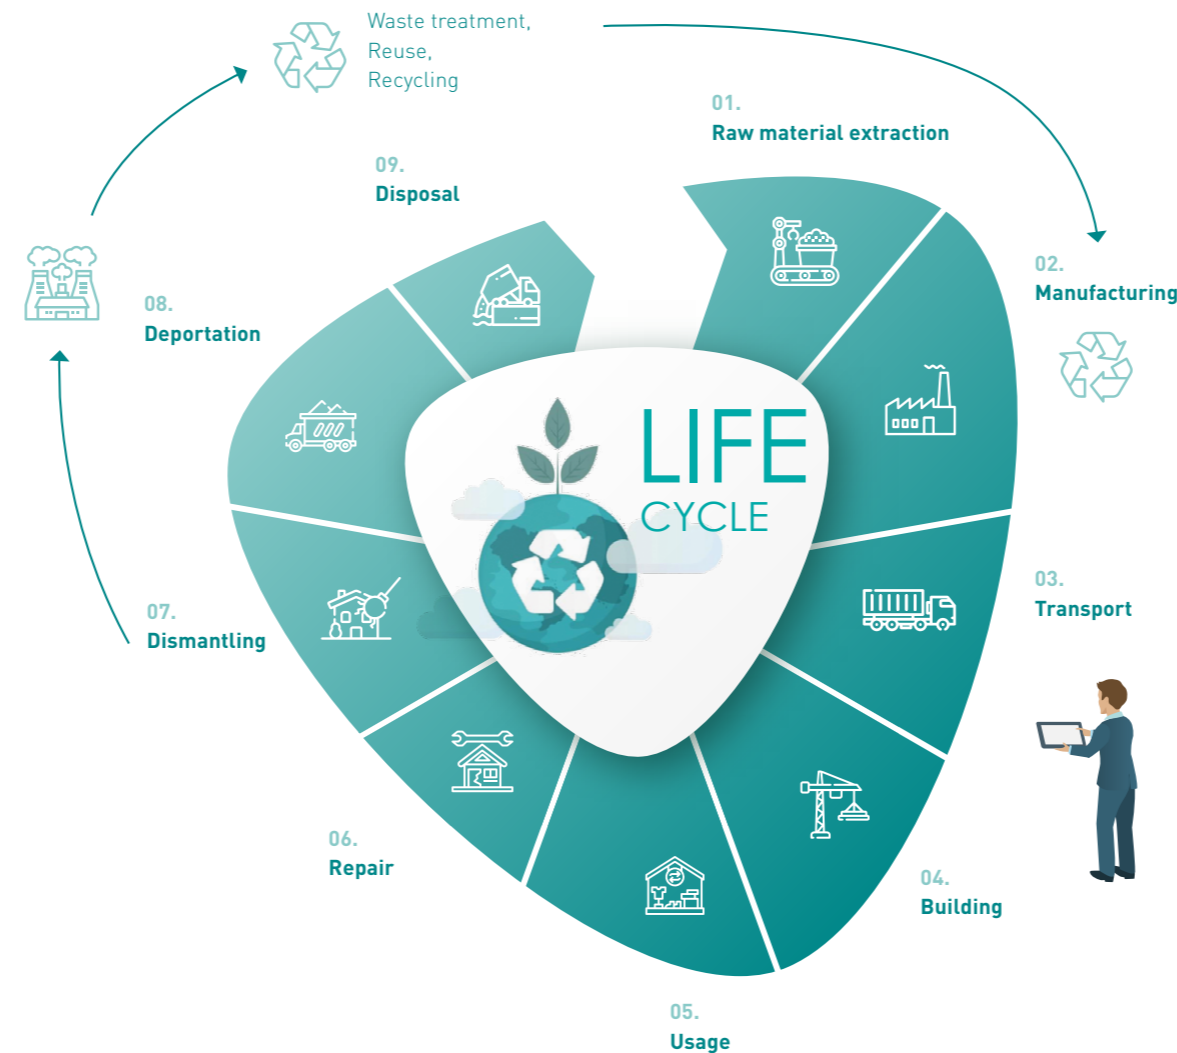 Waste treatment,
Reuse,
Recycling
01.
Raw material extraction
02.
Manufacturing
03.
Transport
04.
Building
05.
Usage
06.
Repair
07.
Dismantling
08.
Deportation
09.
Disposal
LIFE
CYCLE